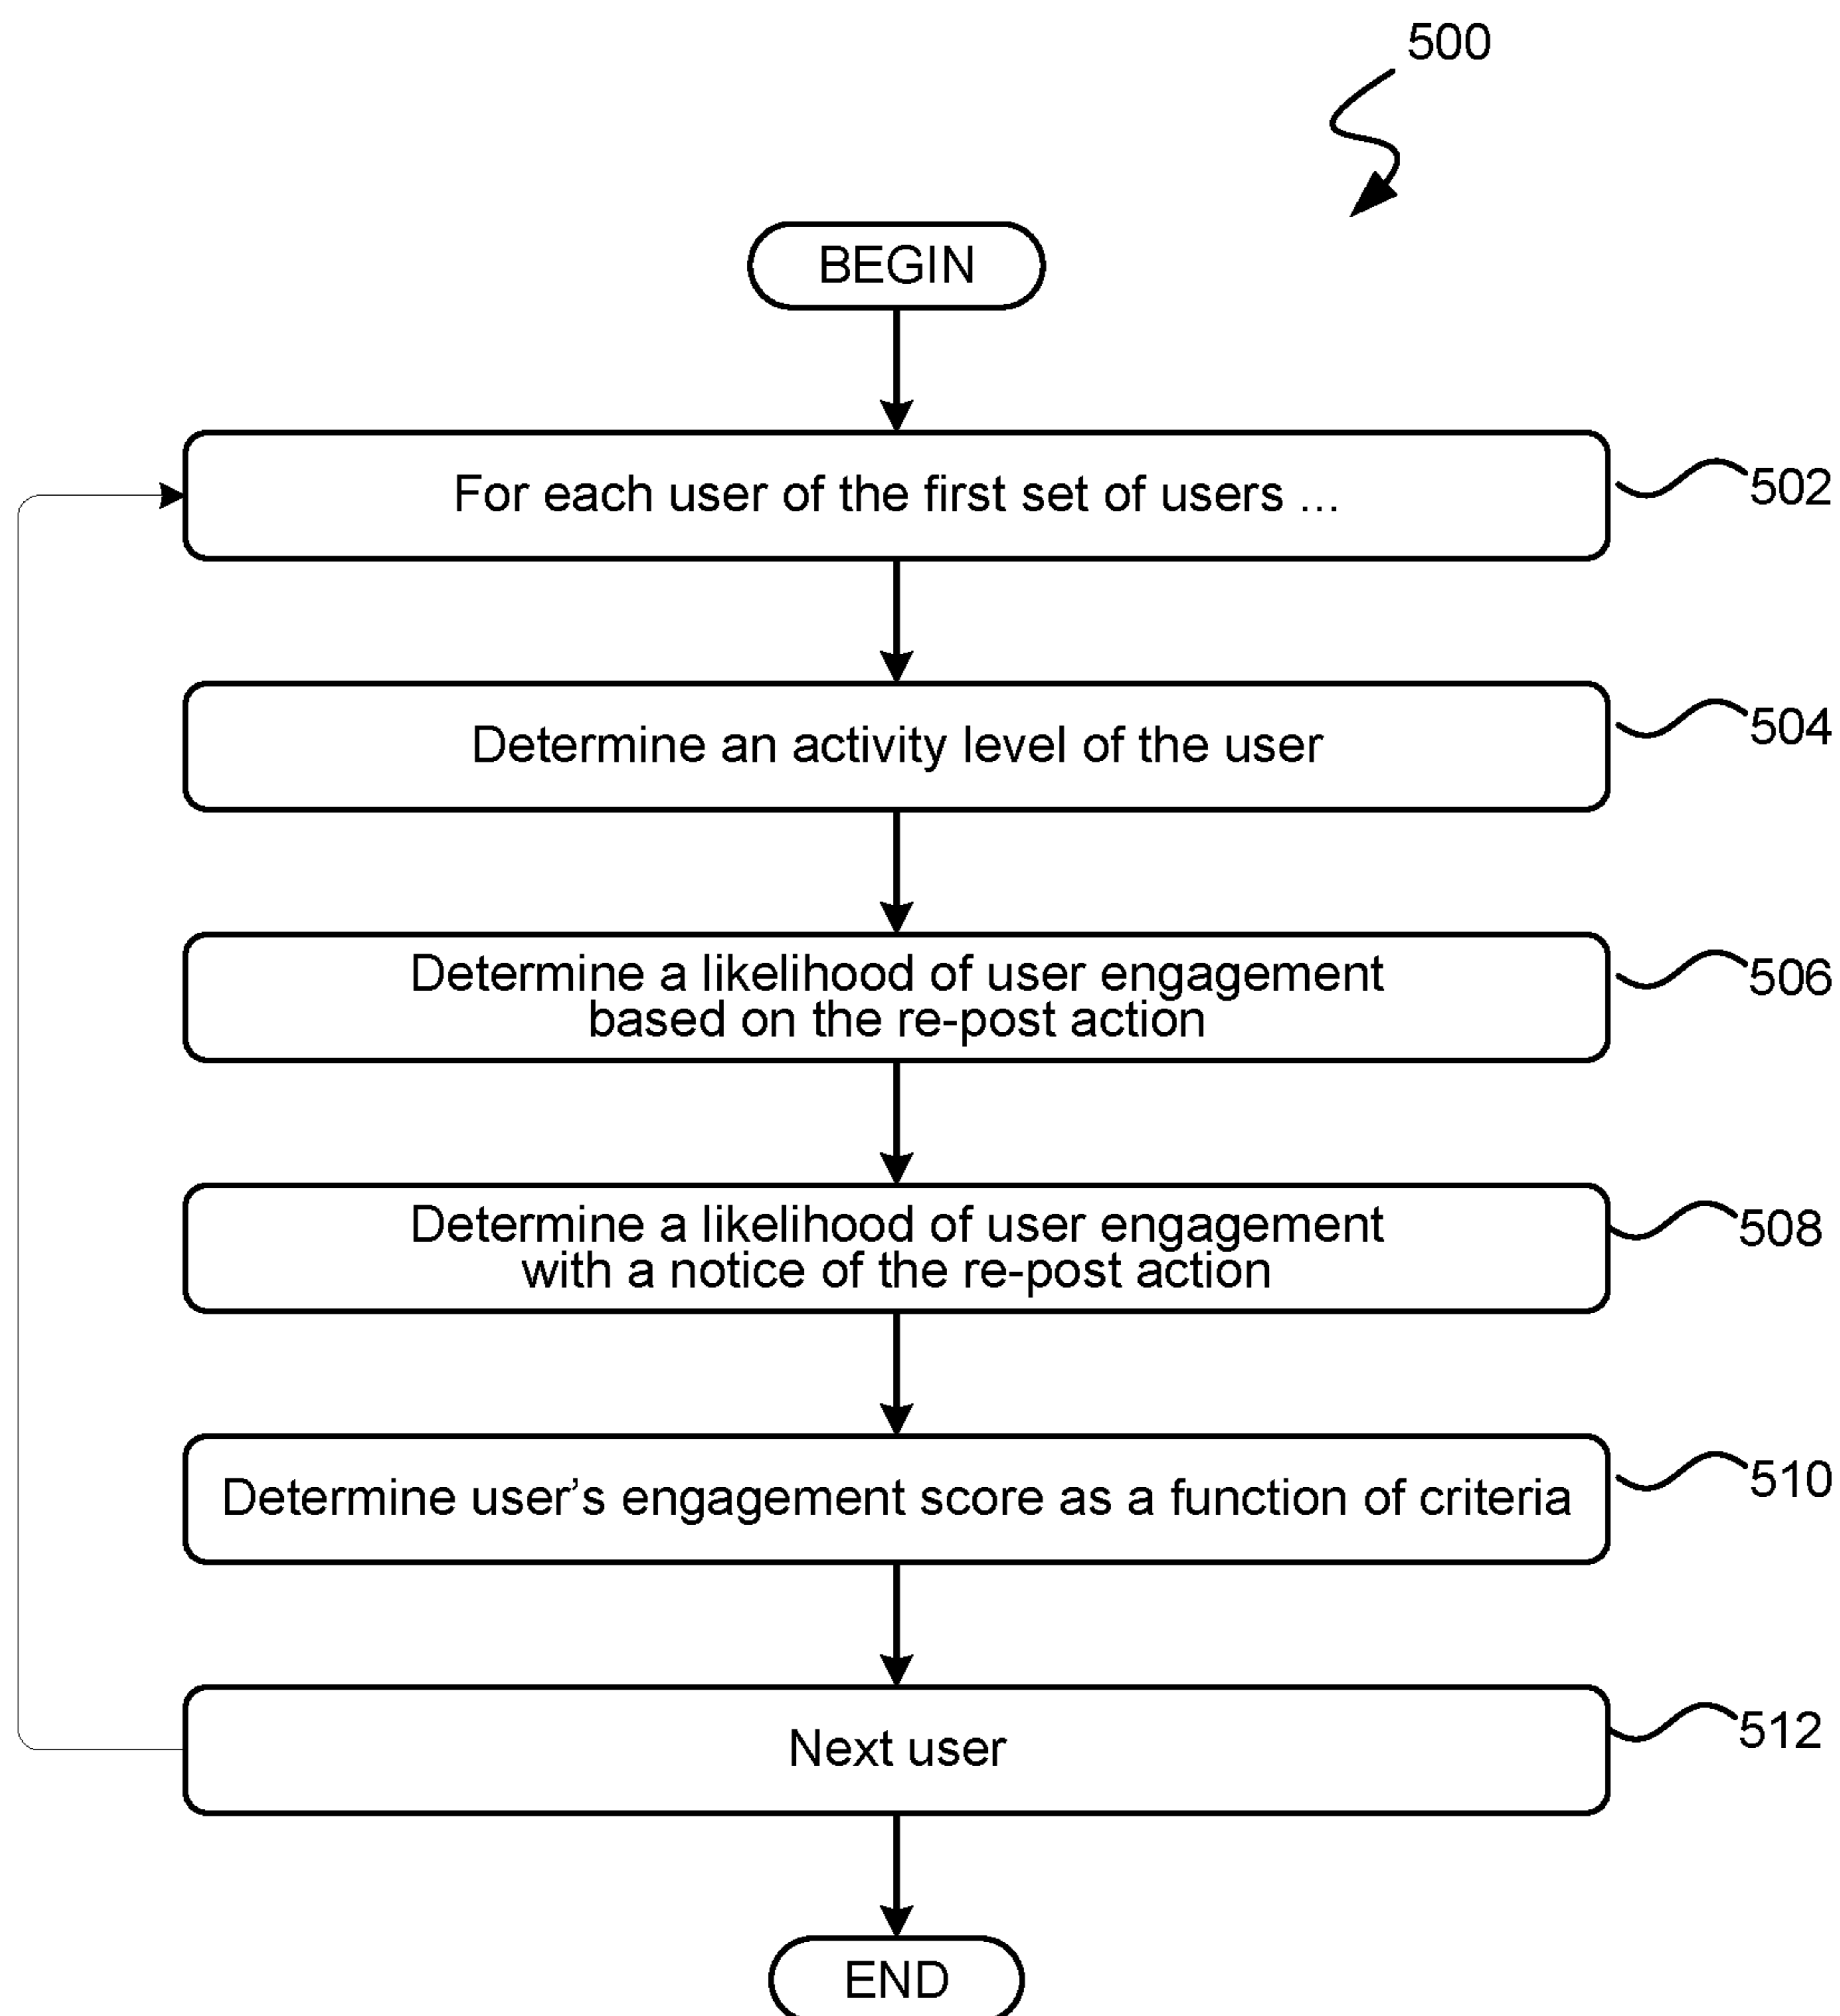 500
BEGIN
For each user of the first set of users ...
502
Determine an activity level of the user
504
Determine a likelihood of user engagement
based on the re-post action
506
Determine a likelihood of user engagement
with a notice of the re-post action
508
Determine user’s engagement score as a function of criteria
510
Next user
512
END